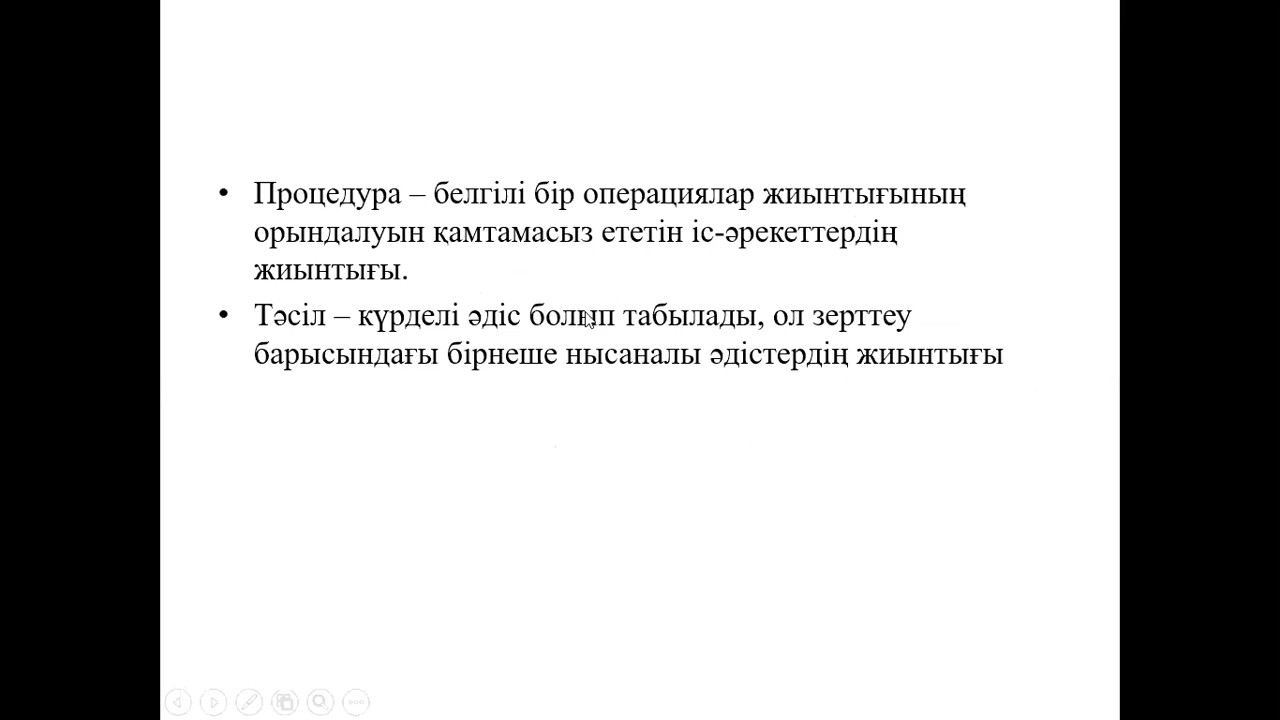 • Процедура – белгілі бір операциялар жиынтығының
орындалуын қамтамасыз ететін іс-әрекеттердің
жиынтығы.
• Тәсіл – күрделі әдіс болып табылады, ол зерттеу
барысындағы бірнеше нысаналы әдістердің жиынтығы